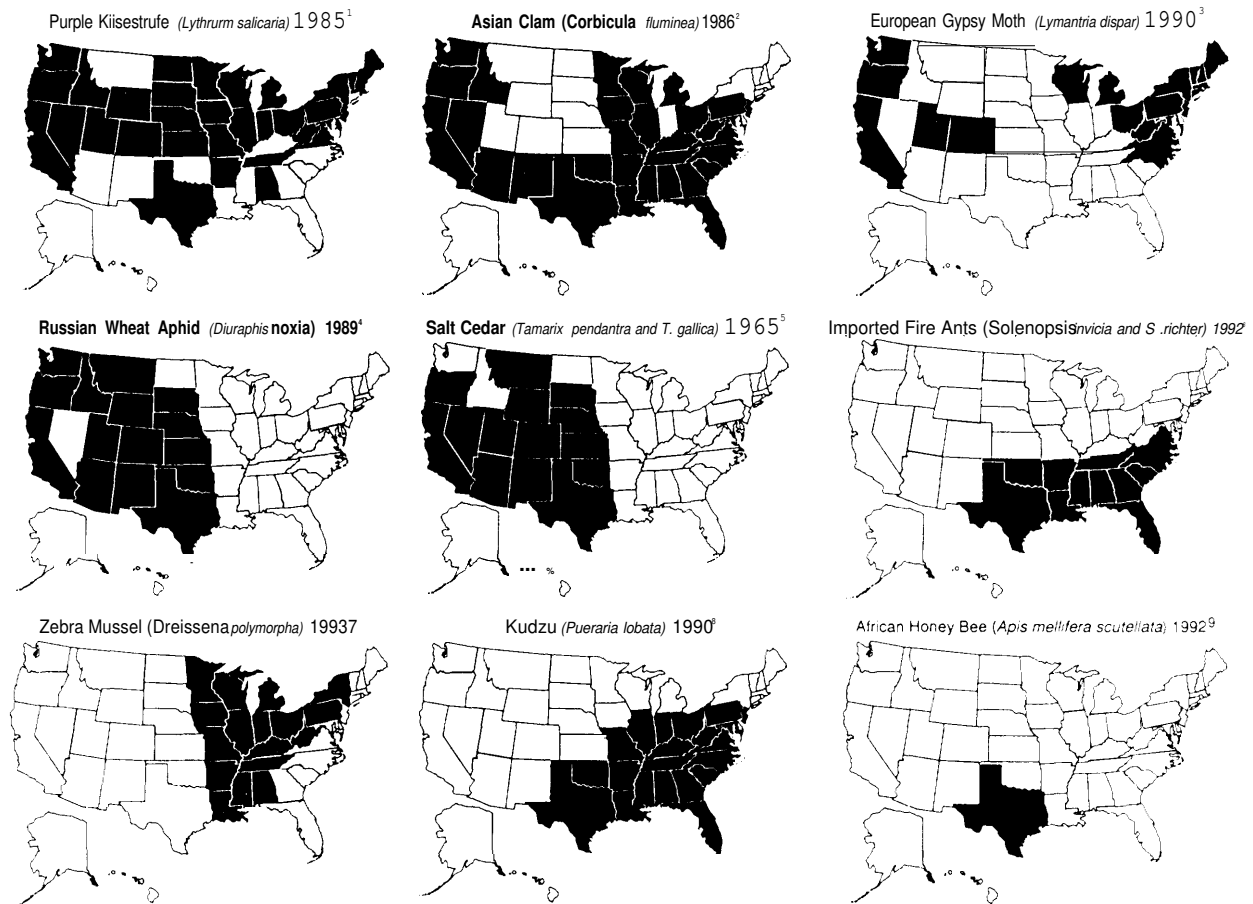 Purple Kiisestrufe (Lythrurm salicaria) 1985¹
Asian Clam (Corbicula fluminea) 1986²
European Gypsy Moth (Lymantria dispar) 1990³
Russian Wheat Aphid (Diuraphis noxia) 1989⁴
Salt Cedar (Tamarix pendantra and T. gallica) 1965⁵
Imported Fire Ants (Solenopsis invicia and S .richter) 1992⁶
Zebra Mussel (Dreissena polymorpha) 19937
Kudzu (Pueraria lobata) 1990⁸
African Honey Bee (Apis mellifera scutellata) 1992⁹